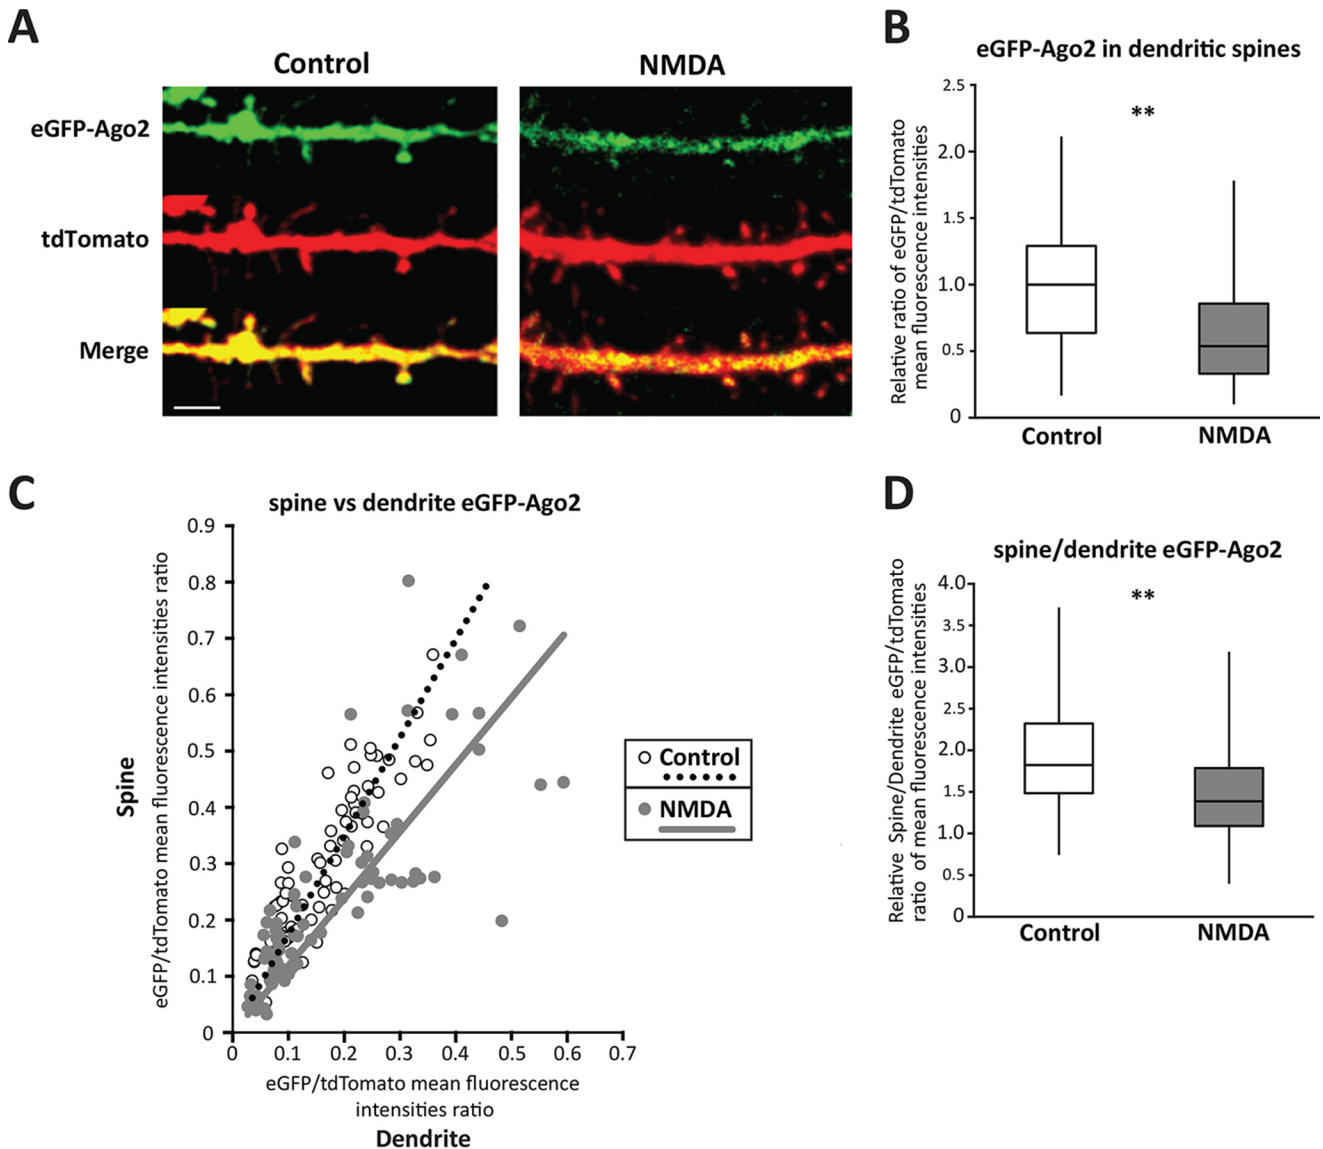 A
Control
NMDA
eGFP-Ago2
tdTomato
Merge
B
eGFP-Ago2 in dendritic spines
Relative ratio of eGFP/tdTomato
mean fluorescence intensities
2.5
2.0
1.5
1.0
0.5
0
**
Control
NMDA
C
spine vs dendrite eGFP-Ago2
Spine
eGFP/tdTomato mean fluorescence intensities ratio
0.9
0.8
0.7
0.6
0.5
0.4
0.3
0.2
0.1
0
0 0.1 0.2 0.3 0.4 0.5 0.6 0.7
eGFP/tdTomato mean fluorescence
intensities ratio
Dendrite
Control
NMDA
D
spine/dendrite eGFP-Ago2
Relative Spine/Dendrite eGFP/tdTomato
ratio of mean fluorescence intensities
4.0
3.5
3.0
2.5
2.0
1.5
1.0
0.5
0
**
Control
NMDA